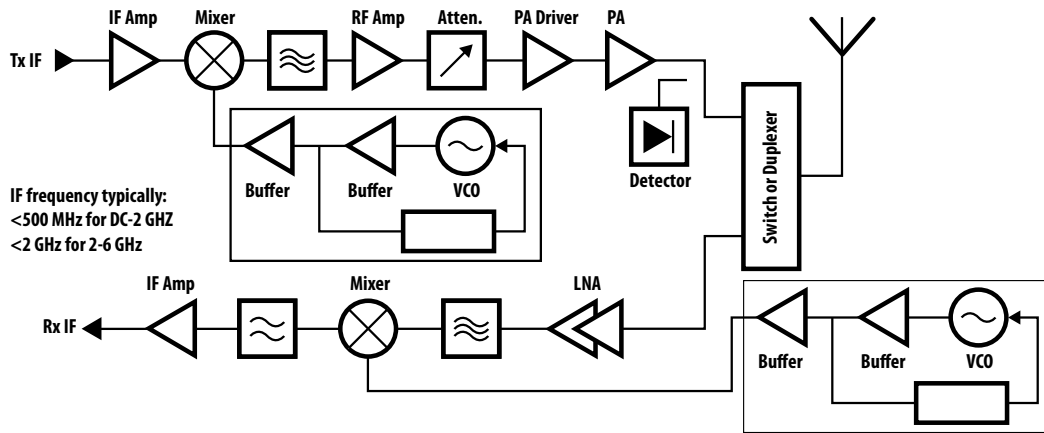 IF Amp
Mixer
RF Amp
Atten.
PA Driver
PA
Tx IF
Buffer
Buffer
VCO
Detector
Switch or Duplexer
IF frequency typically:
<500 MHz for DC-2 GHZ
<2 GHz for 2-6 GHz
IF Amp
Mixer
LNA
Rx IF
Buffer
Buffer
VCO